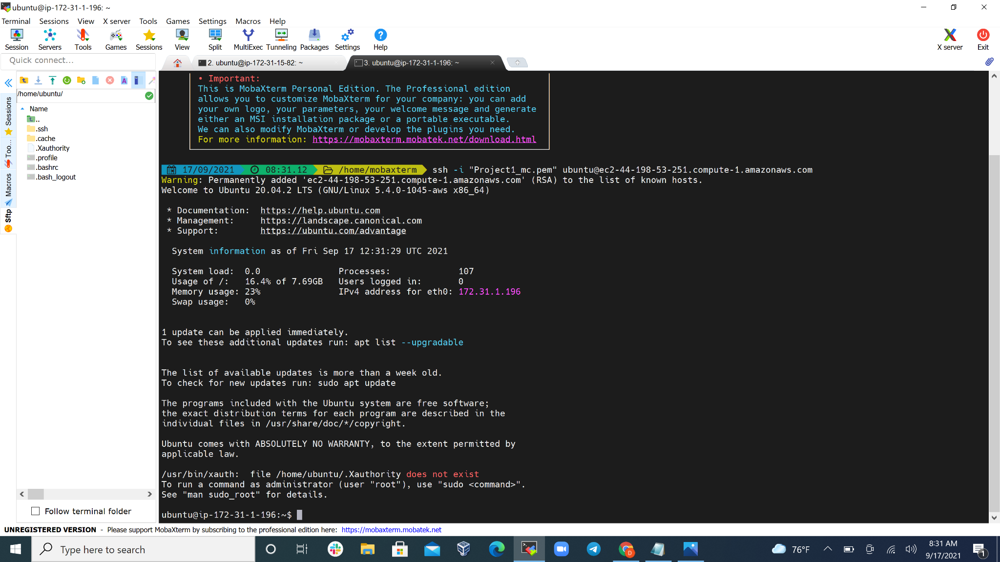 ubuntu@ip-172-31-1-196: ~
Terminal Sessions View X server Tools Games Settings Macros Help
Session Servers Tools Games Sessions View Split MultiExec Tunneling Packages Settings Help X server Exit
Quick connect...
2. ubuntu@ip-172-31-15-82: ~
3. ubuntu@ip-172-31-1-196: ~
/home/ubuntu/
Name
..
.ssh
.cache
.Xauthority
.profile
.bashrc
.bash_logout
Sessions
Too...
Macros
Sftp
Follow terminal folder
• Important:
This is MobaXterm Personal Edition. The Professional edition
allows you to customize MobaXterm for your company: you can add
your own logo, your parameters, your welcome message and generate
either an MSI installation package or a portable executable.
We can also modify MobaXterm or develop the plugins you need.
For more information: https://mobaxterm.mobatek.net/download.html
17/09/2021 08:31.12 /home/mobaxterm ssh -i "Project1_mc.pem" ubuntu@ec2-44-198-53-251.compute-1.amazonaws.com
Warning: Permanently added 'ec2-44-198-53-251.compute-1.amazonaws.com' (RSA) to the list of known hosts.
Welcome to Ubuntu 20.04.2 LTS (GNU/Linux 5.4.0-1045-aws x86_64)
* Documentation: https://help.ubuntu.com
* Management: https://landscape.canonical.com
* Support: https://ubuntu.com/advantage
System information as of Fri Sep 17 12:31:29 UTC 2021
System load: 0.0 Processes: 107
Usage of /: 16.4% of 7.69GB Users logged in: 0
Memory usage: 23% IPv4 address for eth0: 172.31.1.196
Swap usage: 0%
1 update can be applied immediately.
To see these additional updates run: apt list --upgradable
The list of available updates is more than a week old.
To check for new updates run: sudo apt update
The programs included with the Ubuntu system are free software;
the exact distribution terms for each program are described in the
individual files in /usr/share/doc/*/copyright.
Ubuntu comes with ABSOLUTELY NO WARRANTY, to the extent permitted by
applicable law.
/usr/bin/xauth: file /home/ubuntu/.Xauthority does not exist
To run a command as administrator (user "root"), use "sudo <command>".
See "man sudo_root" for details.
ubuntu@ip-172-31-1-196:~$
UNREGISTERED VERSION - Please support MobaXterm by subscribing to the professional edition here: https://mobaxterm.mobatek.net
Type here to search
76°F
8:31 AM
9/17/2021
1